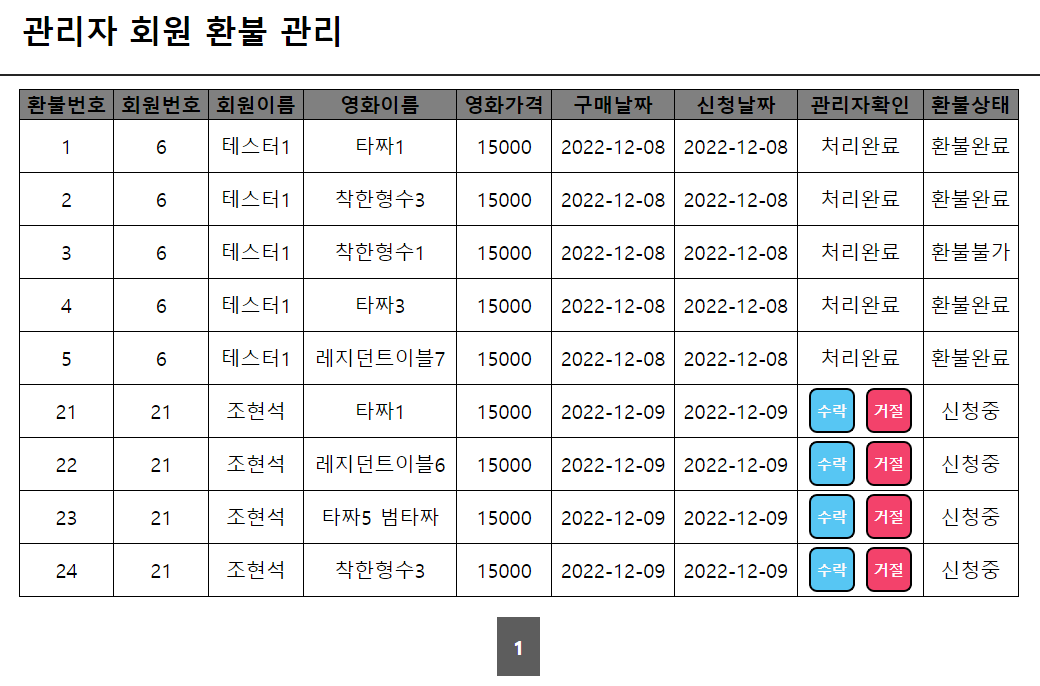 관리자 회원 환불 관리
환불번호 회원번호 회원이름 영화이름 영화가격 구매날짜 신청날짜 관리자확인 환불상태
1 6 테스터1 타짜1 15000 2022-12-08 2022-12-08 처리완료 환불완료
2 6 테스터1 착한형수3 15000 2022-12-08 2022-12-08 처리완료 환불완료
3 6 테스터1 착한형수1 15000 2022-12-08 2022-12-08 처리완료 환불불가
4 6 테스터1 타짜3 15000 2022-12-08 2022-12-08 처리완료 환불완료
5 6 테스터1 레지던트이블7 15000 2022-12-08 2022-12-08 처리완료 환불완료
21 21 조현석 타짜1 15000 2022-12-09 2022-12-09 수락 거절 신청중
22 21 조현석 레지던트이블6 15000 2022-12-09 2022-12-09 수락 거절 신청중
23 21 조현석 타짜5 범타짜 15000 2022-12-09 2022-12-09 수락 거절 신청중
24 21 조현석 착한형수3 15000 2022-12-09 2022-12-09 수락 거절 신청중
1